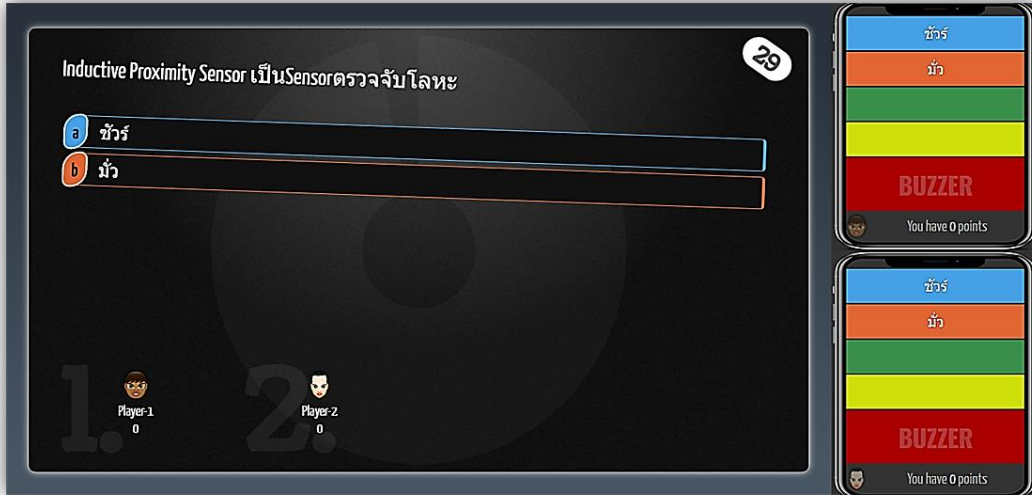 Inductive Proximity Sensor เป็นSensorตรวจจับโลหะ
29
a ชัวร์
b มั่ว
1.
Player-1
0
2.
Player-2
0
ชัวร์
มั่ว
BUZZER
You have 0 points
ชัวร์
มั่ว
BUZZER
You have 0 points